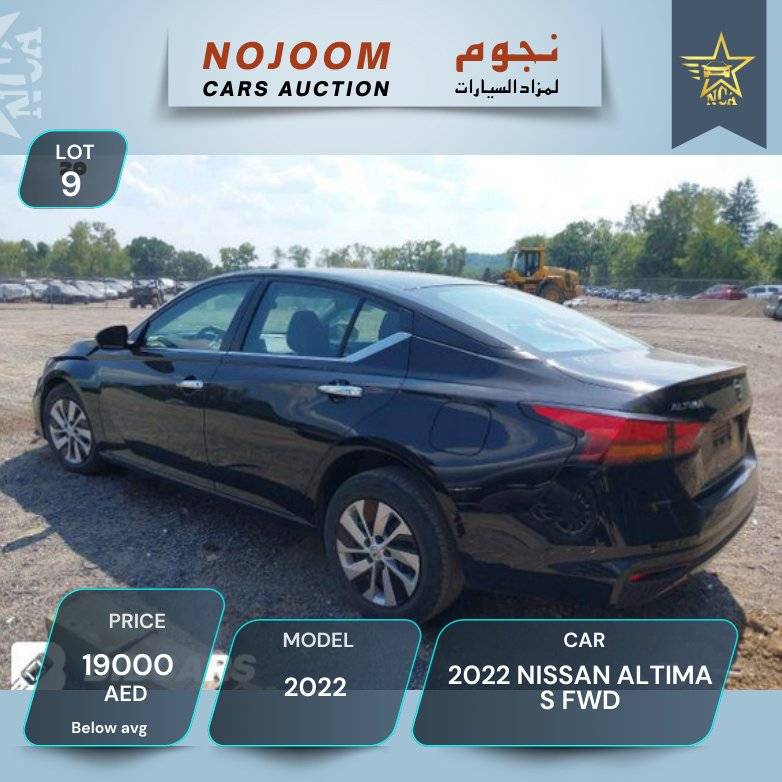 NOJOOM
CARS AUCTION
نجوم
لمزاد السيارات
NCA
NCA
LOT
9
ALTIMA
PRICE
19000
AED
Below avg
MODEL
2022
CAR
2022 NISSAN ALTIMA
S FWD